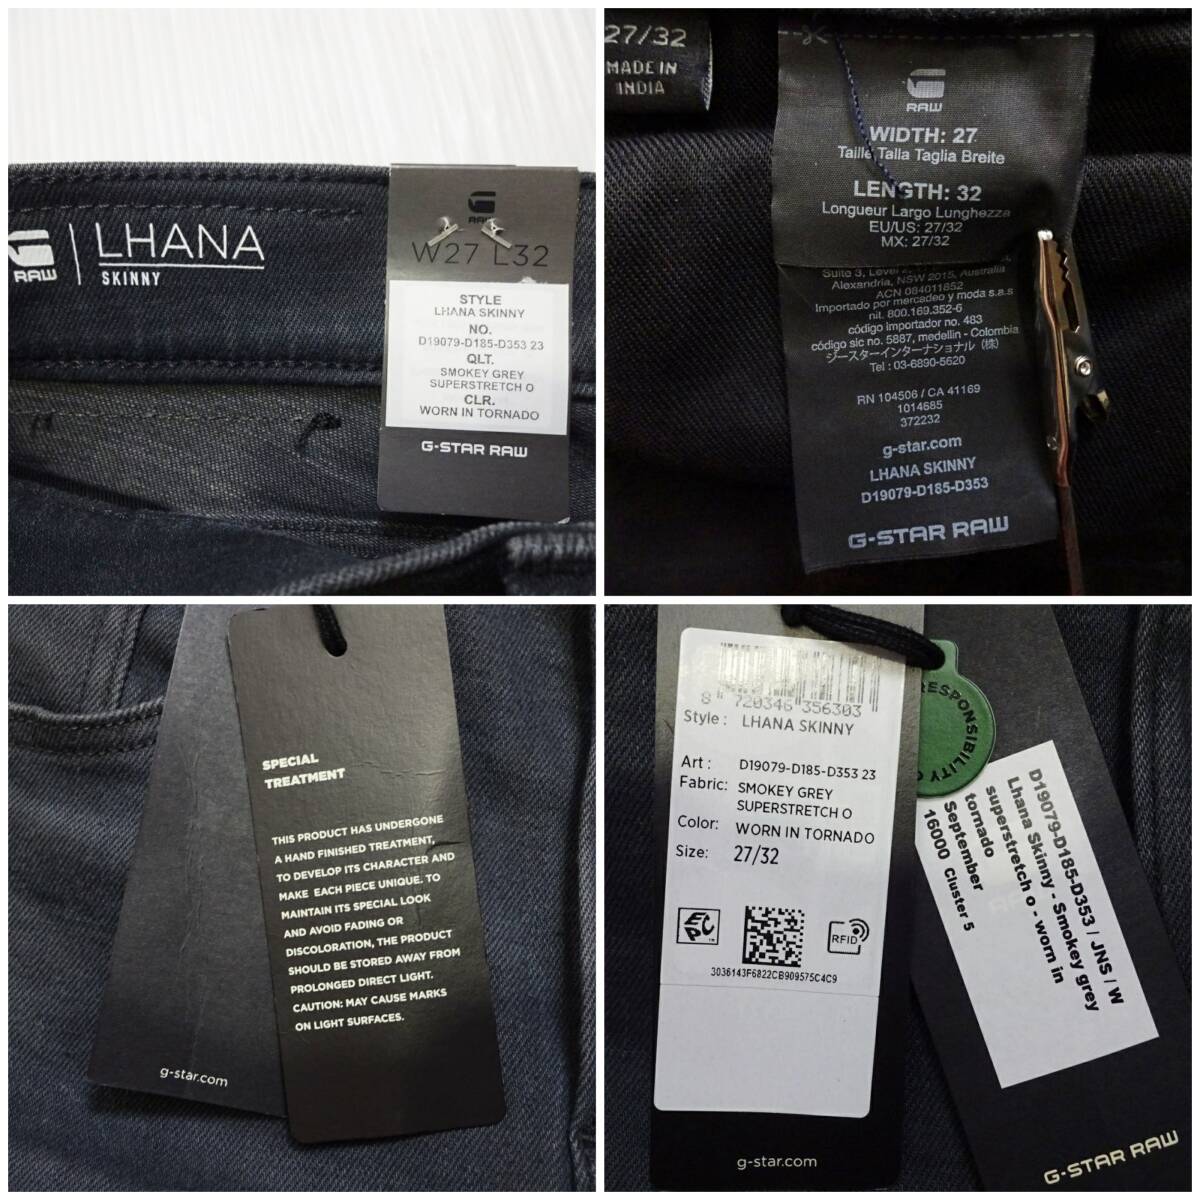 RAW
LHANA
SKINNY
RAW
W27 L32
STYLE
LHANA SKINNY
NO.
D19079-D185-D353 23
QLT.
SMOKEY GREY
SUPERSTRETCH O
CLR.
WORN IN TORNADO
G-STAR RAW
27/32
MADE IN
INDIA
RAW
WIDTH: 27
Taille Talla Taglia Breite
LENGTH: 32
Longueur Largo Lunghezza
EU/US: 27/32
MX: 27/32
Suite 3, Level 2, Australia
Alexandria, NSW 2015, Australia
ACN 084011852
Importado por mercadeo y moda s.a.s
nit. 800.169.352-6
código importador no. 483
código sic no. 5887, medellin - Colombia
ジースターインターナショナル (株)
Tel : 03-6890-5620
RN 104506 / CA 41169
1014685
372232
g-star.com
LHANA SKINNY
D19079-D185-D353
G-STAR RAW
SPECIAL
TREATMENT
THIS PRODUCT HAS UNDERGONE
A HAND FINISHED TREATMENT,
TO DEVELOP ITS CHARACTER AND
MAKE EACH PIECE UNIQUE. TO
MAINTAIN ITS SPECIAL LOOK
AND AVOID FADING OR
DISCOLORATION, THE PRODUCT
SHOULD BE STORED AWAY FROM
PROLONGED DIRECT LIGHT.
CAUTION: MAY CAUSE MARKS
ON LIGHT SURFACES.
g-star.com
8 720346 356303
Style : LHANA SKINNY
Art : D19079-D185-D353 23
Fabric: SMOKEY GREY
SUPERSTRETCH O
Color: WORN IN TORNADO
Size: 27/32
EPC
RFID
3036143F6822CB909575C4C9
g-star.com
RESPONSIBILITY
D19079-D185-D353 / JNS / W
Lhana Skinny - Smokey grey
superstretch o - worn in
tornado
September
16000 Cluster 5
G-STAR RAW